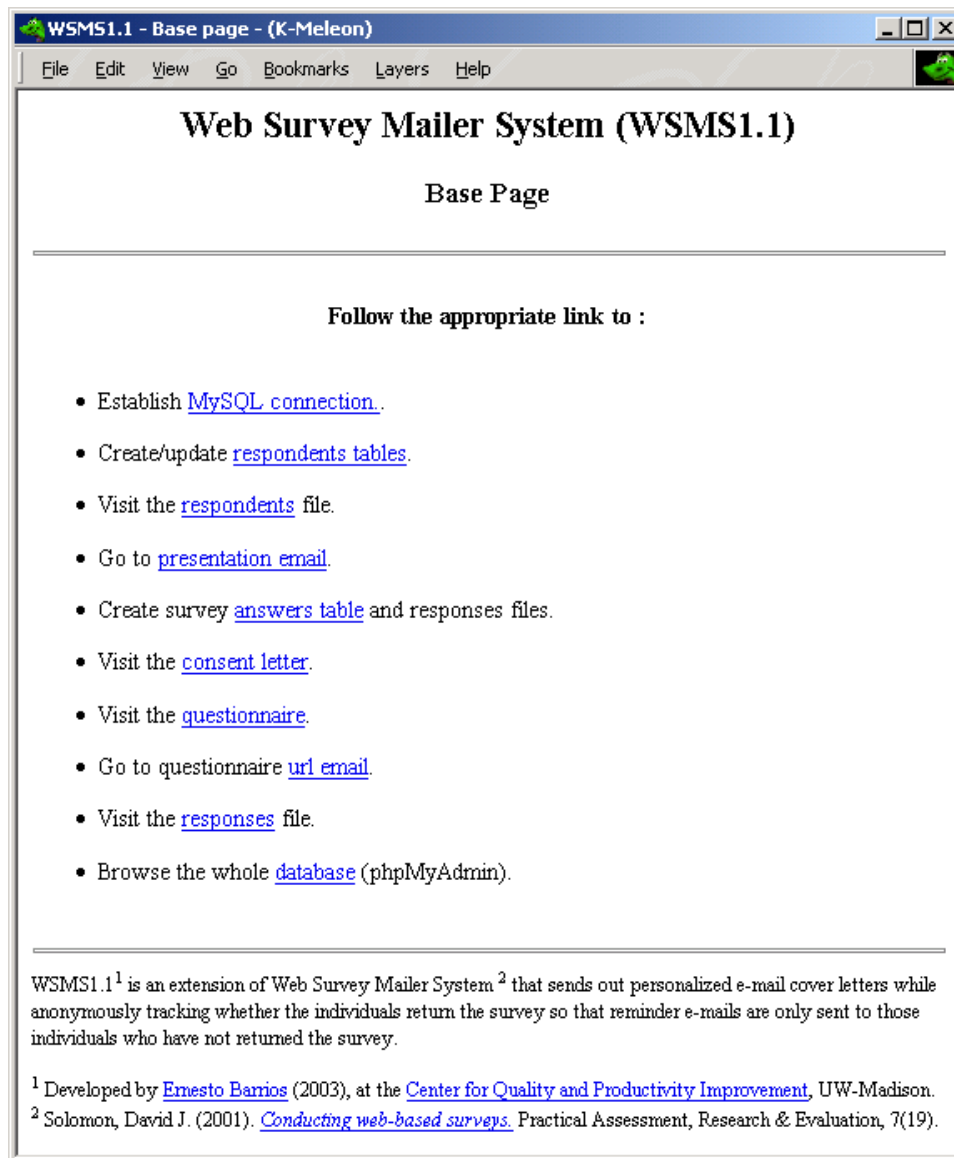 WSMS1.1 - Base page - (K-Meleon)
File Edit View Go Bookmarks Layers Help
Web Survey Mailer System (WSMS1.1)
Base Page
Follow the appropriate link to :
• Establish MySQL connection..
• Create/update respondents tables.
• Visit the respondents file.
• Go to presentation email.
• Create survey answers table and responses files.
• Visit the consent letter.
• Visit the questionnaire.
• Go to questionnaire url email.
• Visit the responses file.
• Browse the whole database (phpMyAdmin).
WSMS1.1¹ is an extension of Web Survey Mailer System ² that sends out personalized e-mail cover letters while
anonymously tracking whether the individuals return the survey so that reminder e-mails are only sent to those
individuals who have not returned the survey.
¹ Developed by Ernesto Barrios (2003), at the Center for Quality and Productivity Improvement, UW-Madison.
² Solomon, David J. (2001). Conducting web-based surveys. Practical Assessment, Research & Evaluation, 7(19).